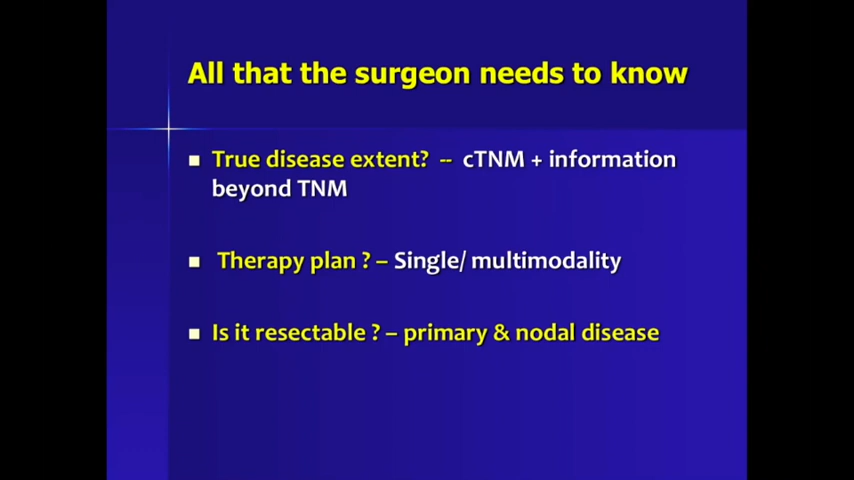 All that the surgeon needs to know
True disease extent? -- cTNM + information
beyond TNM
Therapy plan ? – Single/ multimodality
Is it resectable ? – primary & nodal disease